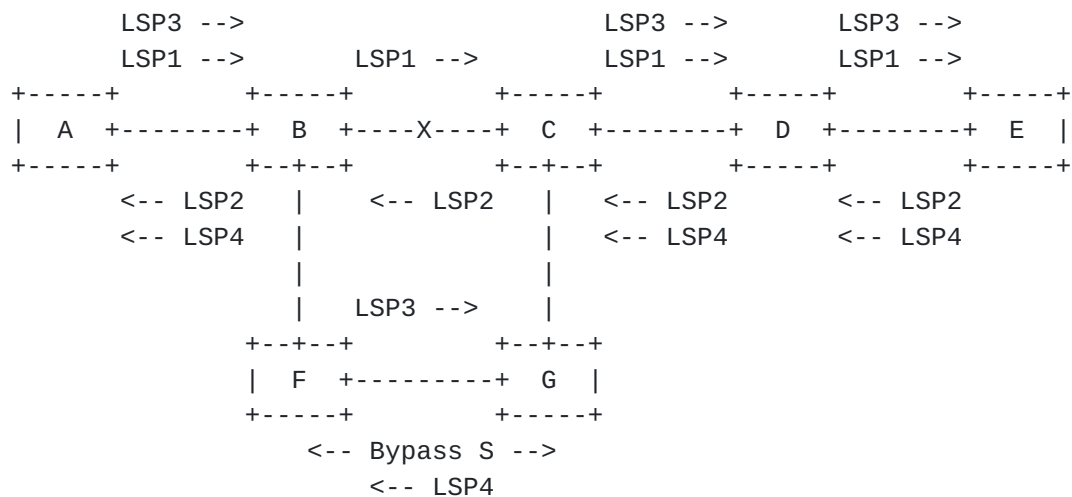 LSP3 --> LSP3 --> LSP3 -->
LSP1 --> LSP1 --> LSP1 --> LSP1 -->
+-----+ +-----+ +-----+ +-----+ +-----+
| A +--------+ B +----X----+ C +--------+ D +--------+ E |
+-----+ +--+--+ +--+--+ +-----+ +-----+
<-- LSP2 | <-- LSP2 | <-- LSP2 <-- LSP2
<-- LSP4 | | <-- LSP4 <-- LSP4
| |
| LSP3 --> |
+--+--+ +--+--+
| F +---------+ G |
+-----+ +-----+
<-- Bypass S -->
<-- LSP4